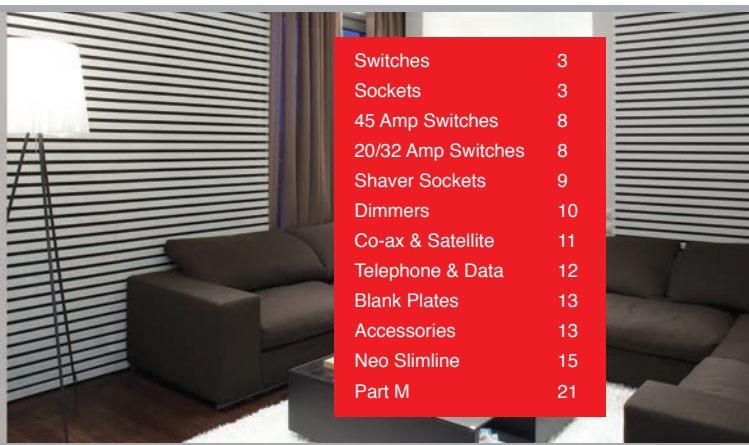 Switches 3
Sockets 3
45 Amp Switches 8
20/32 Amp Switches 8
Shaver Sockets 9
Dimmers 10
Co-ax & Satellite 11
Telephone & Data 12
Blank Plates 13
Accessories 13
Neo Slimline 15
Part M 21